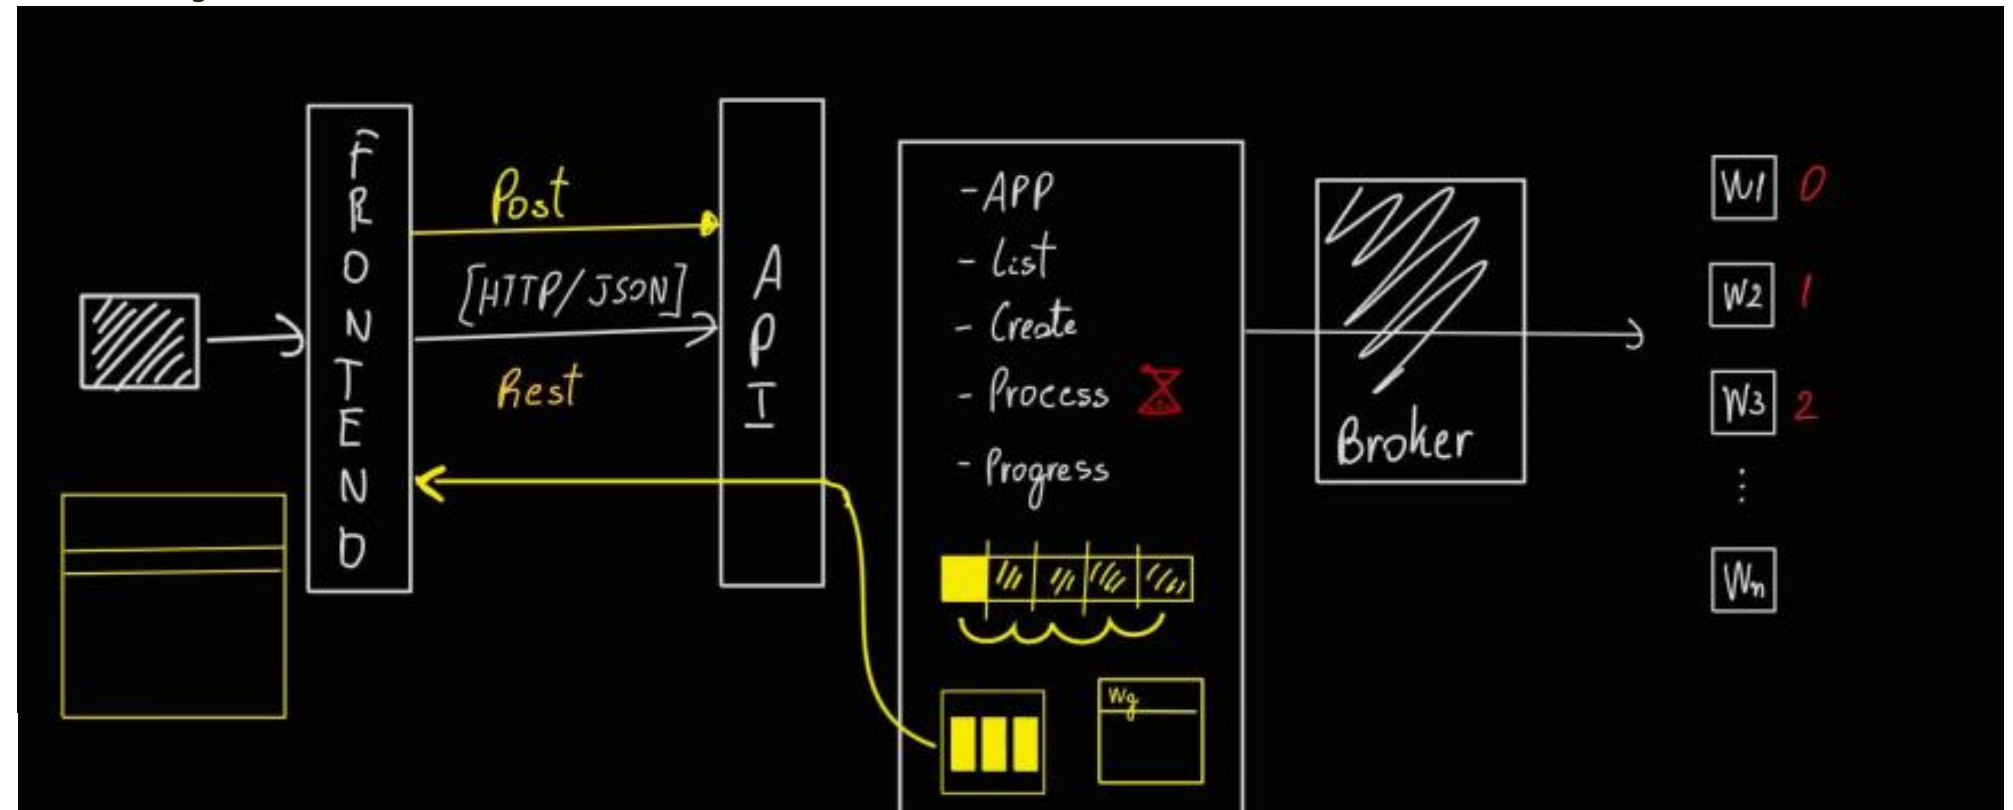 FRONTEND
Post
[HTTP/JSON]
Rest
API
- APP
- List
- Create
- Process
- Progress
Wg
Broker
W1 0
W2 1
W3 2
⋮
Wn